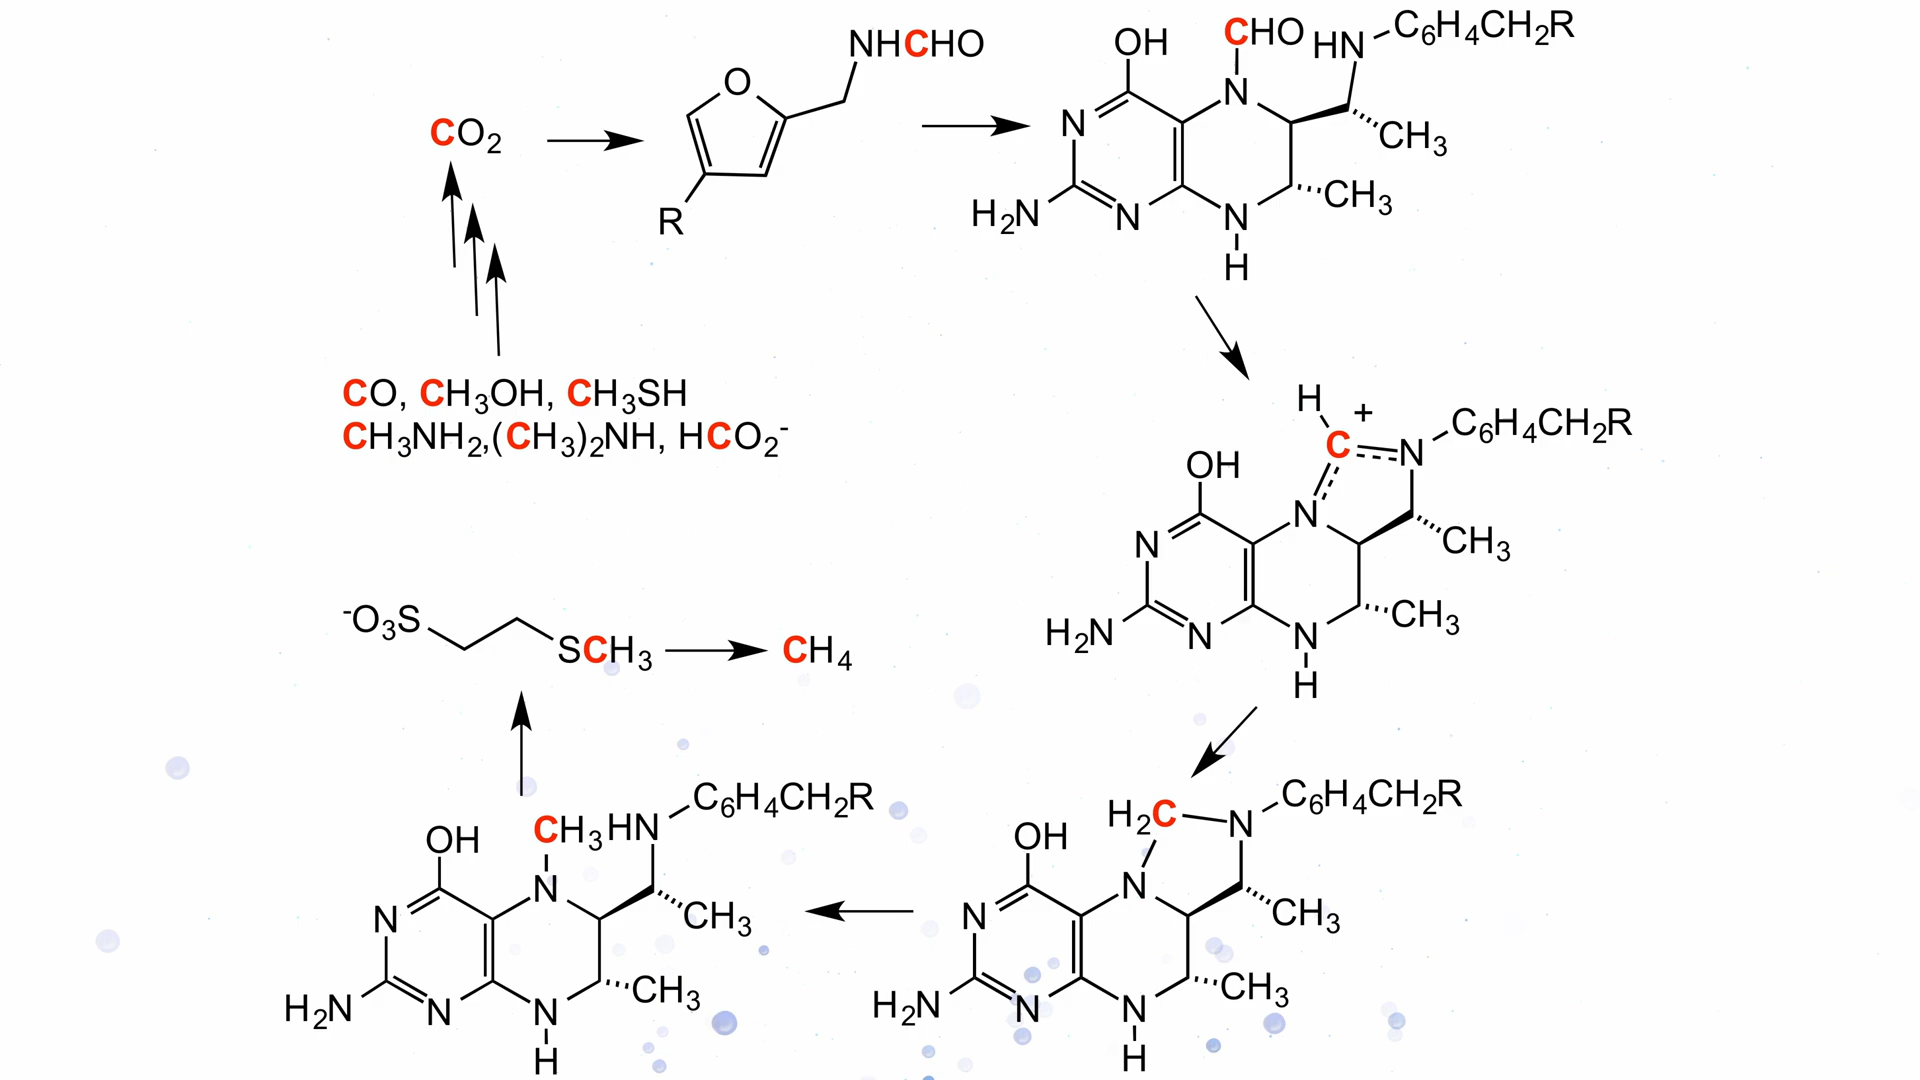 CO2
O
NHCHO
R
OH
CHO
HN
C6H4CH2R
N
N
CH3
CH3
H2N
N
N
H
CO, CH3OH, CH3SH
CH3NH2,(CH3)2NH, HCO2-
H
+
C
N
C6H4CH2R
OH
N
N
CH3
CH3
H2N
N
N
H
-O3S
SCH3
CH4
H2C
N
C6H4CH2R
OH
N
N
CH3
CH3
H2N
N
N
H
OH
CH3
HN
C6H4CH2R
N
N
CH3
CH3
H2N
N
N
H